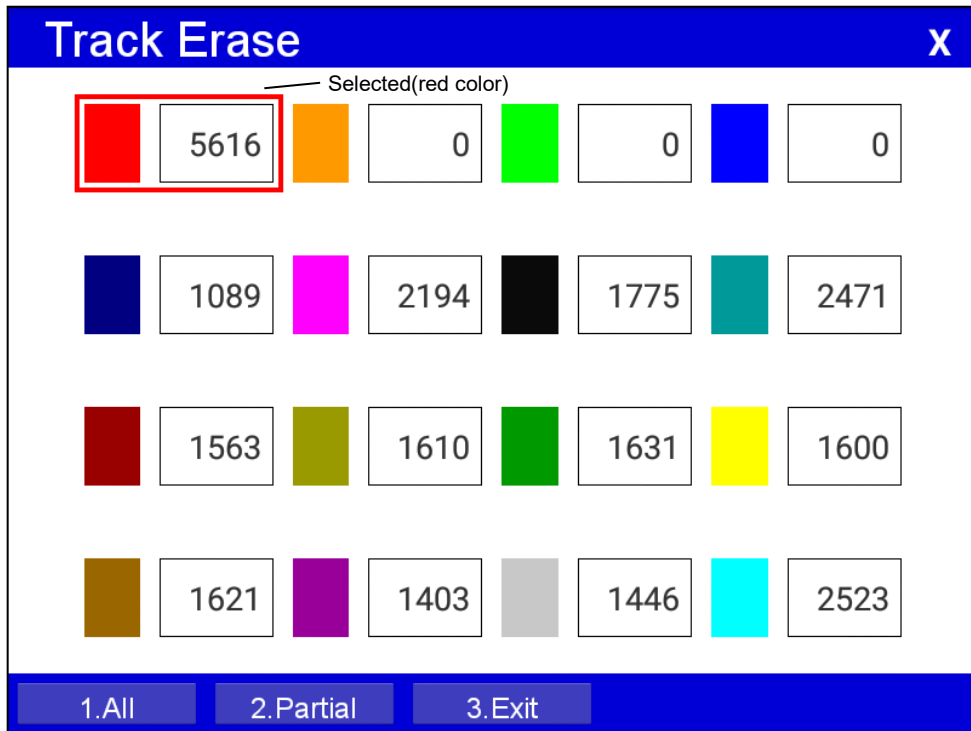 Track Erase X
Selected(red color)
5616 0 0 0
1089 2194 1775 2471
1563 1610 1631 1600
1621 1403 1446 2523
1.All 2.Partial 3.Exit